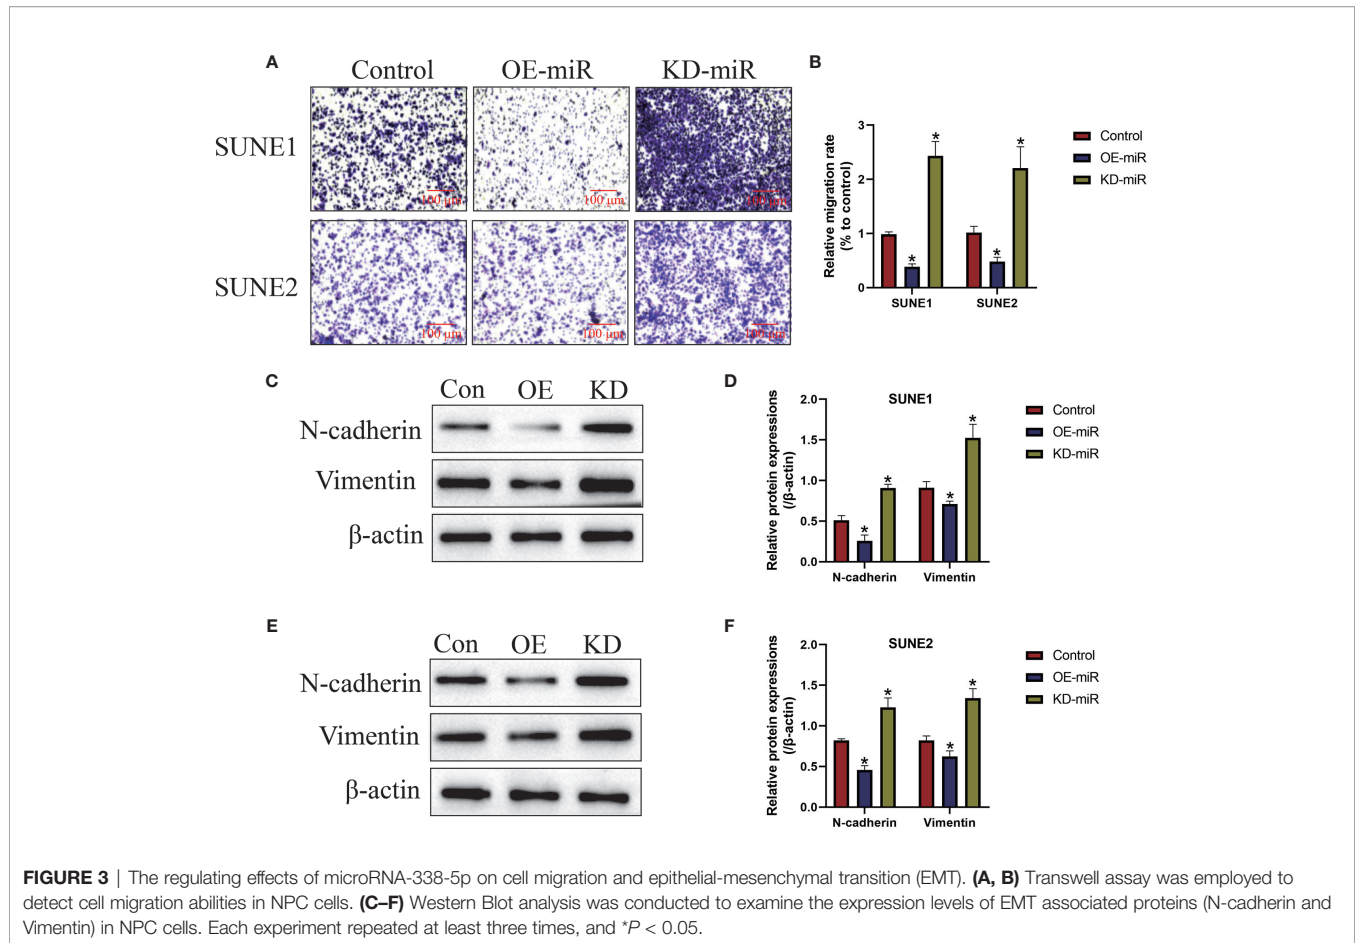 A
Control OE-miR KD-miR
SUNE1
100 μm 100 μm 100 μm
SUNE2
100 μm 100 μm 100 μm
B
Relative migration rate
(% to control)
3
2
1
0
SUNE1 SUNE2
* * * *
Control
OE-miR
KD-miR
C
Con OE KD
N-cadherin
Vimentin
β-actin
D
SUNE1
Relative protein expressions
(/β-actin)
2.0
1.5
1.0
0.5
0.0
* * * *
N-cadherin Vimentin
Control
OE-miR
KD-miR
E
Con OE KD
N-cadherin
Vimentin
β-actin
F
SUNE2
Relative protein expressions
(/β-actin)
2.0
1.5
1.0
0.5
0.0
* * * *
N-cadherin Vimentin
Control
OE-miR
KD-miR
FIGURE 3 | The regulating effects of microRNA-338-5p on cell migration and epithelial-mesenchymal transition (EMT). (A, B) Transwell assay was employed to
detect cell migration abilities in NPC cells. (C–F) Western Blot analysis was conducted to examine the expression levels of EMT associated proteins (N-cadherin and
Vimentin) in NPC cells. Each experiment repeated at least three times, and *P < 0.05.